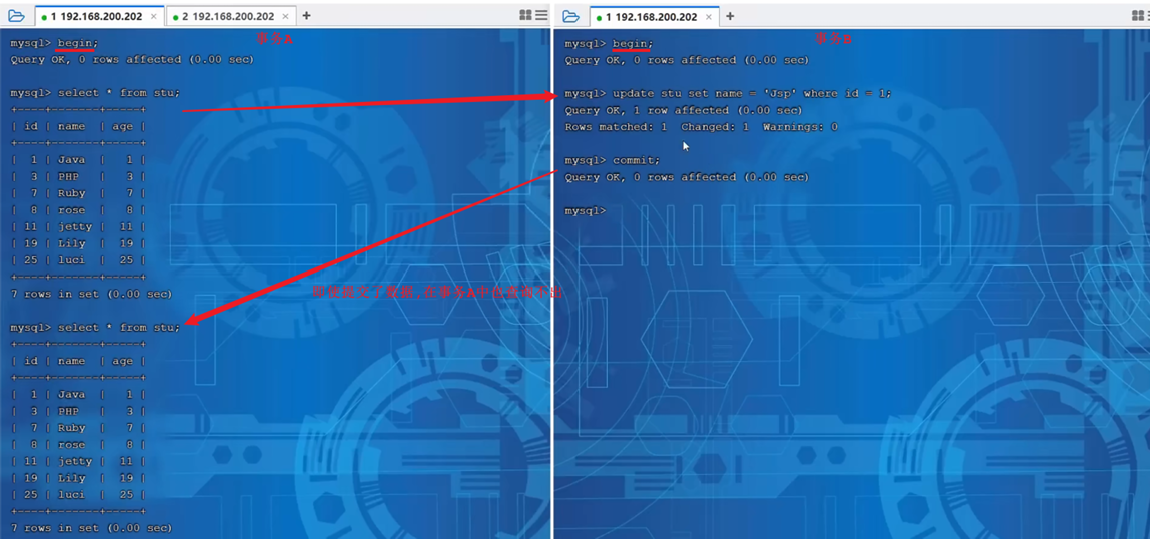 1 192.168.200.202
2 192.168.200.202
事务A
mysql> begin;
Query OK, 0 rows affected (0.00 sec)
mysql> select * from stu;
+----+-------+-----+
| id | name | age |
+----+-------+-----+
| 1 | Java | 1 |
| 3 | PHP | 3 |
| 7 | Ruby | 7 |
| 8 | rose | 8 |
| 11 | jetty | 11 |
| 19 | Lily | 19 |
| 25 | luci | 25 |
+----+-------+-----+
7 rows in set (0.00 sec)
即使提交了数据,在事务A中也查询不出
mysql> select * from stu;
+----+-------+-----+
| id | name | age |
+----+-------+-----+
| 1 | Java | 1 |
| 3 | PHP | 3 |
| 7 | Ruby | 7 |
| 8 | rose | 8 |
| 11 | jetty | 11 |
| 19 | Lily | 19 |
| 25 | luci | 25 |
+----+-------+-----+
7 rows in set (0.00 sec)
1 192.168.200.202
事务B
mysql> begin;
Query OK, 0 rows affected (0.00 sec)
mysql> update stu set name = 'Jsp' where id = 1;
Query OK, 1 row affected (0.00 sec)
Rows matched: 1 Changed: 1 Warnings: 0
mysql> commit;
Query OK, 0 rows affected (0.00 sec)
mysql>